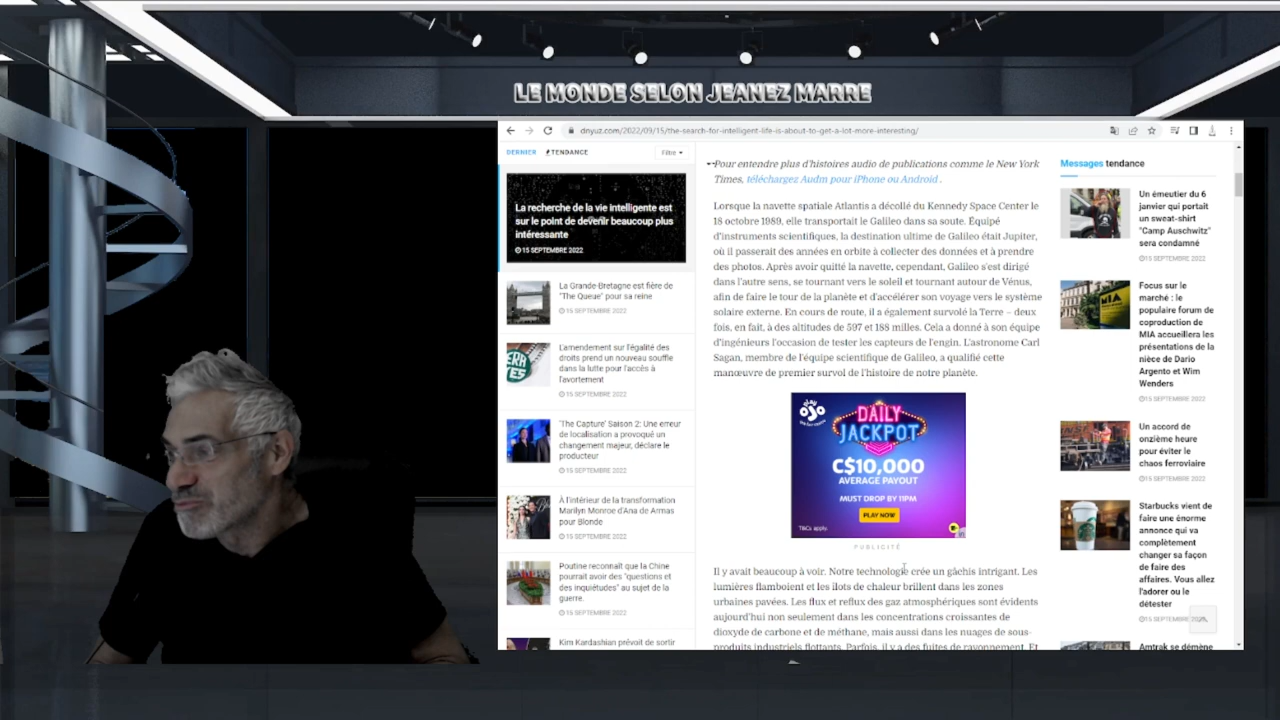 LE MONDE SELON JEANEZ MARRE
dnyuz.com/2022/09/15/the-search-for-intelligent-life-is-about-to-get-a-lot-more-interesting/
DERNIER
TENDANCE
Filtre
La recherche de la vie intelligente est
sur le point de devenir beaucoup plus
intéressante
15 SEPTEMBRE 2022
La Grande-Bretagne est fière de
"The Queue" pour sa reine
15 SEPTEMBRE 2022
L'amendement sur l'égalité des
droits prend un nouveau souffle
dans la lutte pour l'accès à
l'avortement
15 SEPTEMBRE 2022
'The Capture' Saison 2: Une erreur
de localisation a provoqué un
changement majeur, déclare le
producteur
15 SEPTEMBRE 2022
À l'intérieur de la transformation
Marilyn Monroe d'Ana de Armas
pour Blonde
15 SEPTEMBRE 2022
Poutine reconnaît que la Chine
pourrait avoir des "questions et
des inquiétudes" au sujet de la
guerre.
15 SEPTEMBRE 2022
Kim Kardashian prévoit de sortir
Pour entendre plus d'histoires audio de publications comme le New York
Times, téléchargez Audm pour iPhone ou Android .
Lorsque la navette spatiale Atlantis a décollé du Kennedy Space Center le
18 octobre 1989, elle transportait le Galileo dans sa soute. Équipé
d'instruments scientifiques, la destination ultime de Galileo était Jupiter,
où il passerait des années en orbite à collecter des données et à prendre
des photos. Après avoir quitté la navette, cependant, Galileo s'est dirigé
dans l'autre sens, se tournant vers le soleil et tournant autour de Vénus,
afin de faire le tour de la planète et d'accélérer son voyage vers le système
solaire externe. En cours de route, il a également survolé la Terre – deux
fois, en fait, à des altitudes de 597 et 188 milles. Cela a donné à son équipe
d'ingénieurs l'occasion de tester les capteurs de l'engin. L'astronome Carl
Sagan, membre de l'équipe scientifique de Galileo, a qualifié cette
manœuvre de premier survol de l'histoire de notre planète.
play
OJO
DAILY
JACKPOT
C$10,000
AVERAGE PAYOUT
MUST DROP BY 11PM
PLAY NOW
T&Cs apply.
PUBLICITÉ
Il y avait beaucoup à voir. Notre technologie crée un gâchis intrigant. Les
lumières flamboient et les îlots de chaleur brillent dans les zones
urbaines pavées. Les flux et reflux des gaz atmosphériques sont évidents
aujourd'hui non seulement dans les concentrations croissantes de
dioxyde de carbone et de méthane, mais aussi dans les nuages de sous-
produits industriels flottants. Parfois, il y a des fuites de rayonnement. Et
Messages tendance
Un émeutier du 6
janvier qui portait
un sweat-shirt
"Camp Auschwitz"
sera condamné
15 SEPTEMBRE 2022
Focus sur le
marché : le
populaire forum de
coproduction de
MIA accueillera les
présentations de la
nièce de Dario
Argento et Wim
Wenders
15 SEPTEMBRE 2022
Un accord de
onzième heure
pour éviter le
chaos ferroviaire
15 SEPTEMBRE 2022
Starbucks vient de
faire une énorme
annonce qui va
complètement
changer sa façon
de faire des
affaires. Vous allez
l'adorer ou le
détester
15 SEPTEMBRE
Amtrak se démène